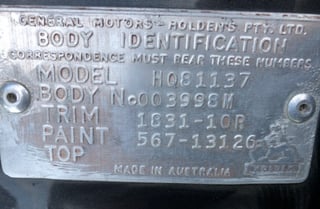 GENERAL MOTORS - HOLDEN'S PTY. LTD.
BODY IDENTIFICATION
CORRESPONDENCE MUST BEAR THESE NUMBERS
MODEL HQ81137
BODY No. 003998M
TRIM 1831-10R
PAINT 567-13126
TOP
MADE IN AUSTRALIA